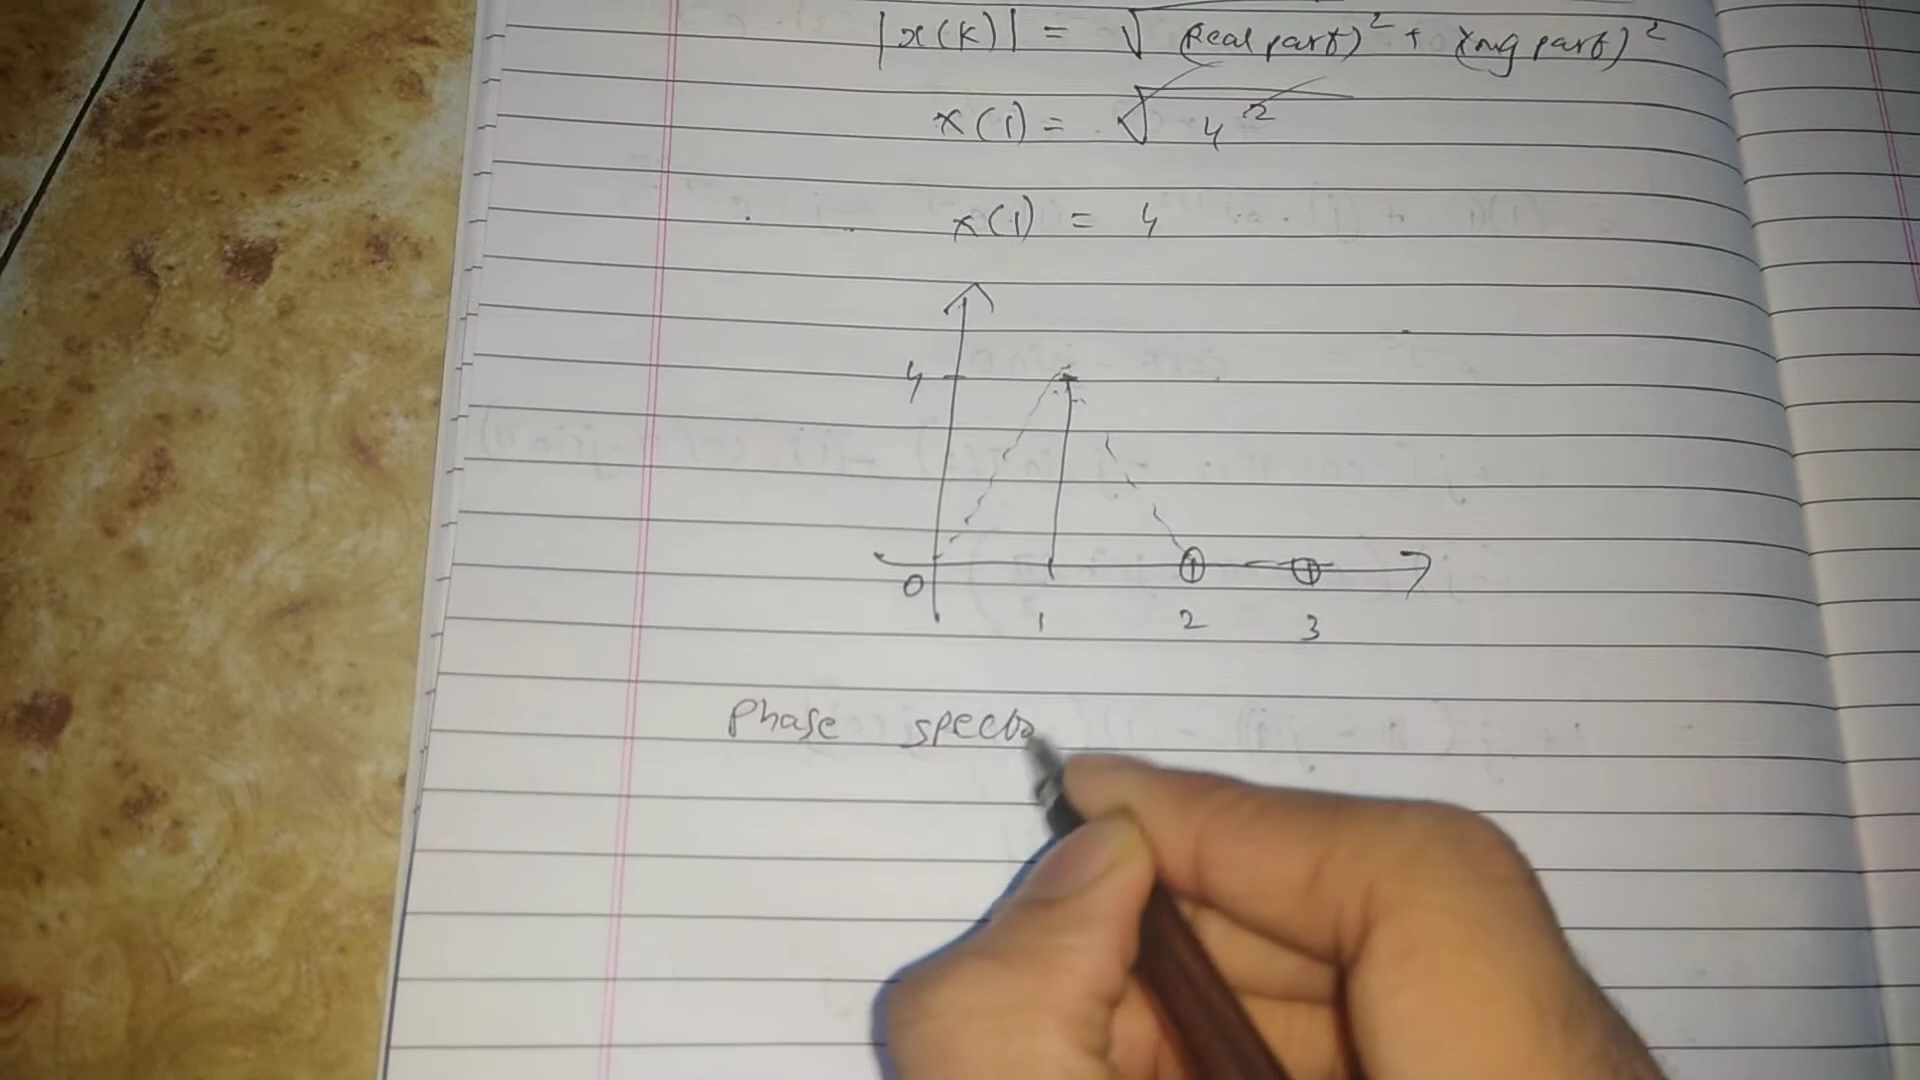 |x(k)| = √(Real part)² + (Img part)²
x(1) = √4²
x(1) = 4
4
0
1 2 3
Phase spectr